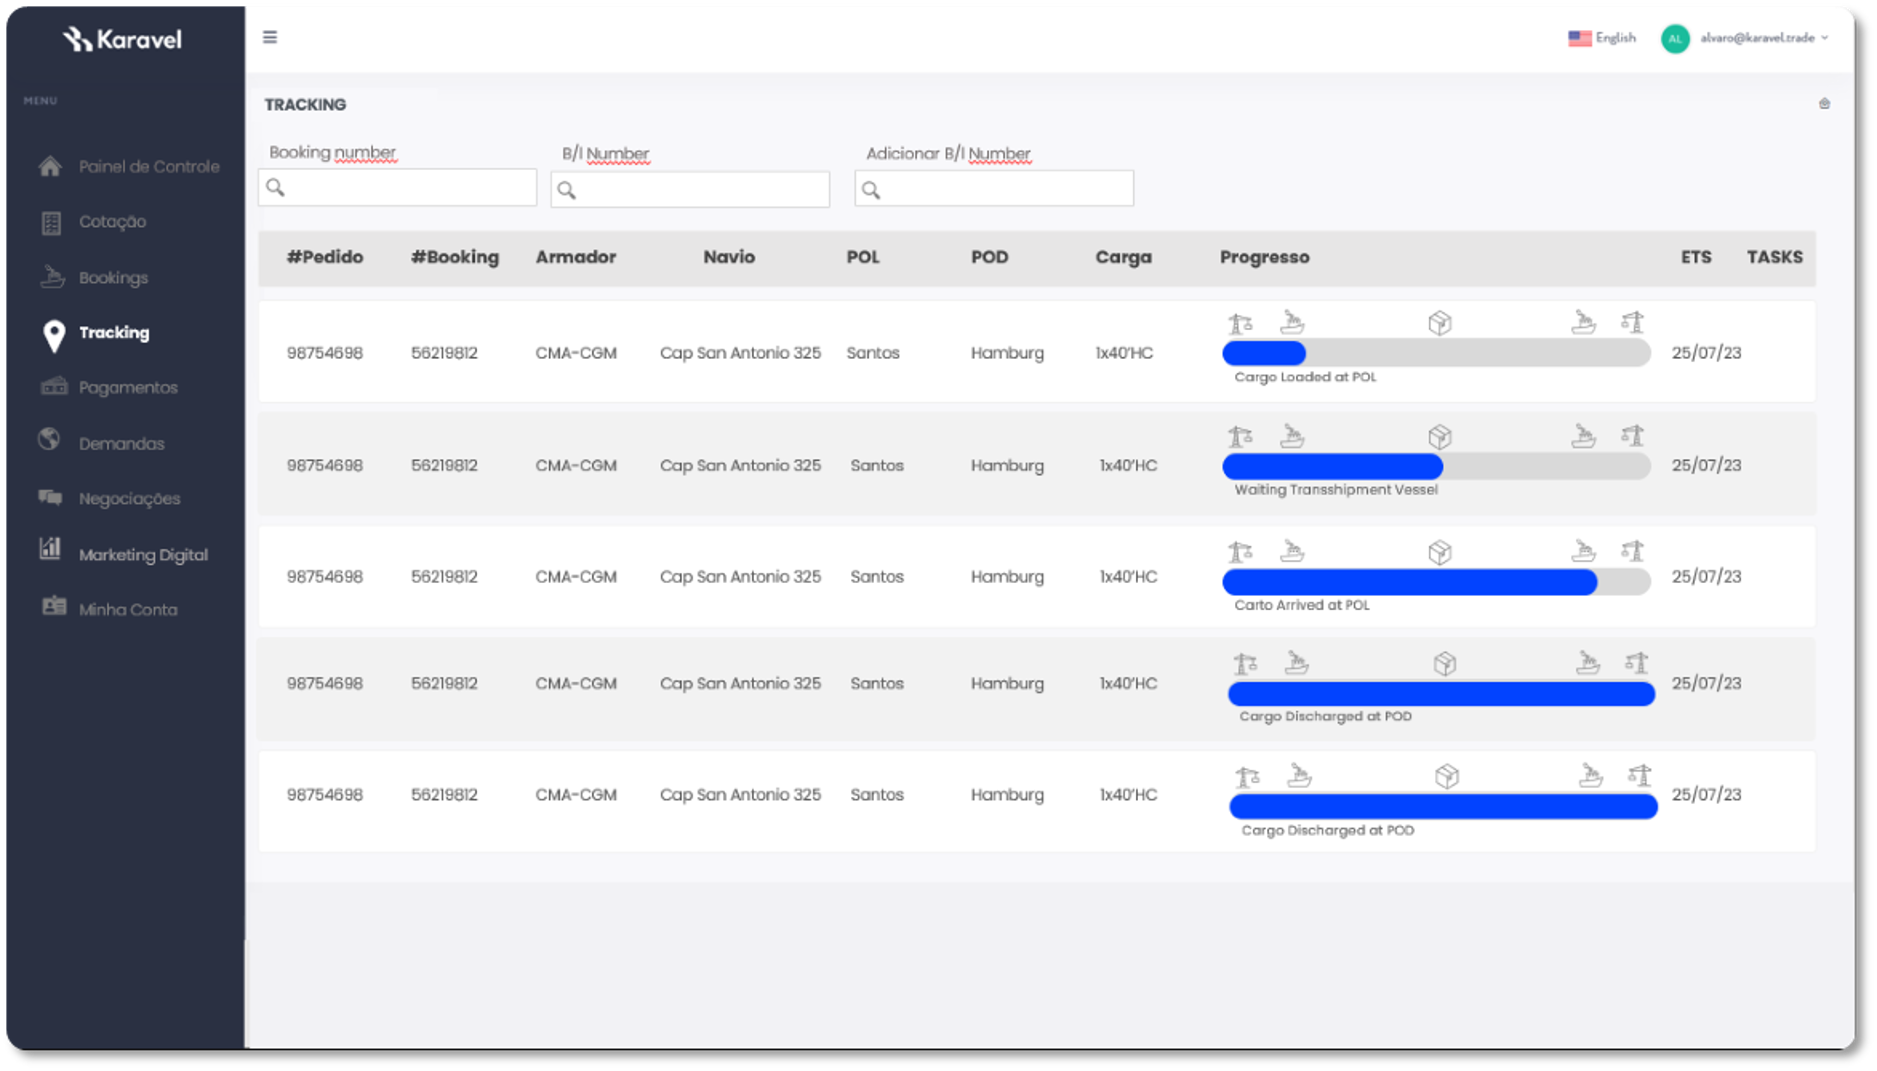 Karavel
English
AL
alvaro@karavel.trade
MENU
TRACKING
Booking number
B/l Number
Adicionar B/l Number
Painel de Controle
Cotação
Bookings
Tracking
Pagamentos
Demandas
Negociações
Marketing Digital
Minha Conta
#Pedido #Booking Armador Navio POL POD Carga Progresso ETS TASKS
98754698 56219812 CMA-CGM Cap San Antonio 325 Santos Hamburg 1x40'HC 25/07/23
Cargo Loaded at POL
98754698 56219812 CMA-CGM Cap San Antonio 325 Santos Hamburg 1x40'HC 25/07/23
Waiting Transshipment Vessel
98754698 56219812 CMA-CGM Cap San Antonio 325 Santos Hamburg 1x40'HC 25/07/23
Carto Arrived at POL
98754698 56219812 CMA-CGM Cap San Antonio 325 Santos Hamburg 1x40'HC 25/07/23
Cargo Discharged at POD
98754698 56219812 CMA-CGM Cap San Antonio 325 Santos Hamburg 1x40'HC 25/07/23
Cargo Discharged at POD